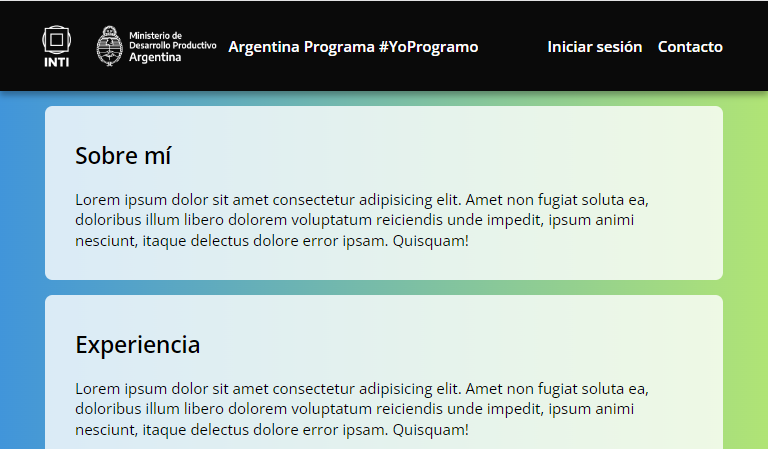 INTI
Ministerio de
Desarrollo Productivo
Argentina
Argentina Programa #YoProgramo
Iniciar sesión
Contacto
Sobre mí
Lorem ipsum dolor sit amet consectetur adipisicing elit. Amet non fugiat soluta ea,
doloribus illum libero dolorem voluptatum reiciendis unde impedit, ipsum animi
nesciunt, itaque delectus dolore error ipsam. Quisquam!
Experiencia
Lorem ipsum dolor sit amet consectetur adipisicing elit. Amet non fugiat soluta ea,
doloribus illum libero dolorem voluptatum reiciendis unde impedit, ipsum animi
nesciunt, itaque delectus dolore error ipsam. Quisquam!